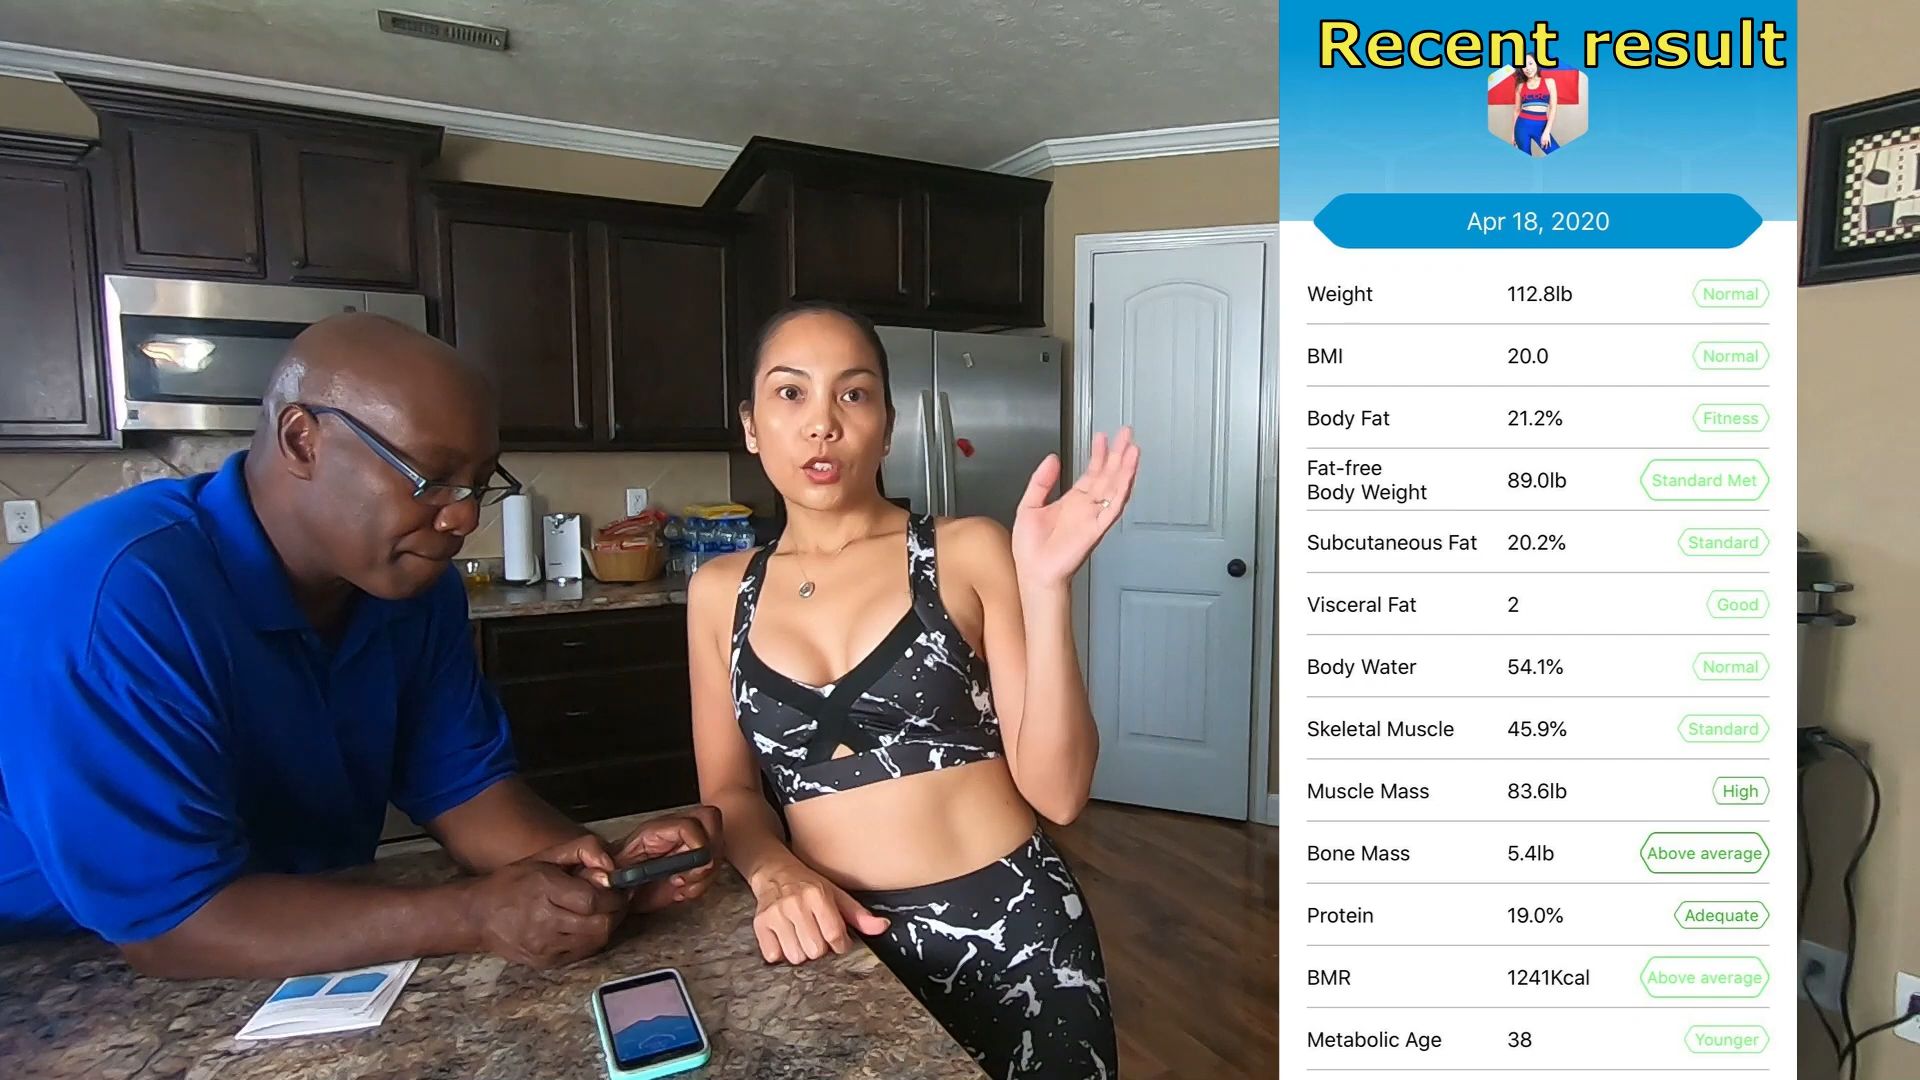 Recent result
Apr 18, 2020
Weight 112.8lb Normal
BMI 20.0 Normal
Body Fat 21.2% Fitness
Fat-free
Body Weight 89.0lb Standard Met
Subcutaneous Fat 20.2% Standard
Visceral Fat 2 Good
Body Water 54.1% Normal
Skeletal Muscle 45.9% Standard
Muscle Mass 83.6lb High
Bone Mass 5.4lb Above average
Protein 19.0% Adequate
BMR 1241Kcal Above average
Metabolic Age 38 Younger